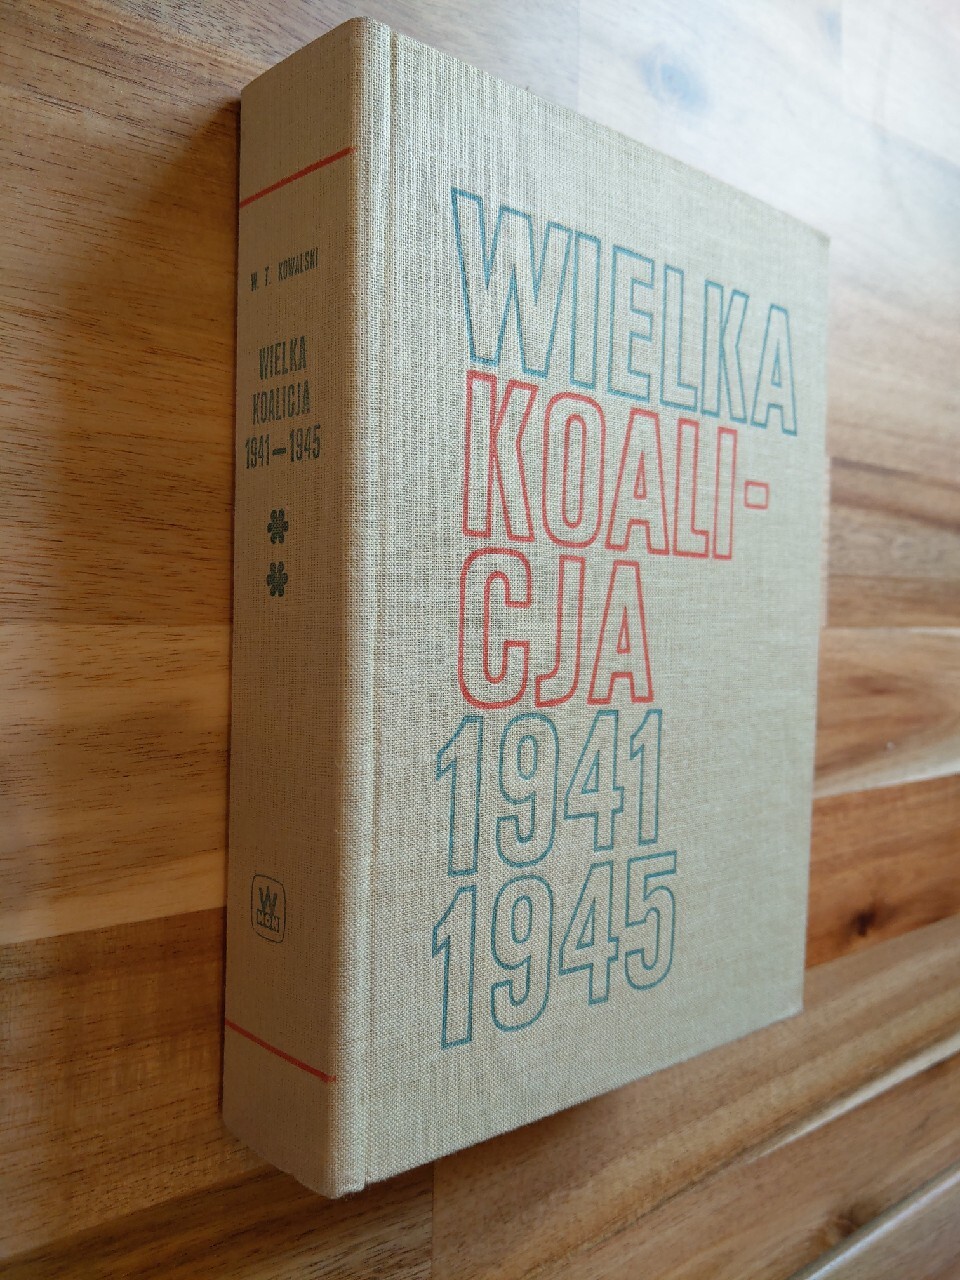 W. T. KOWALSKI
WIELKA
KOALICJA
1941—1945
**
W
MON
WIELKA
KOALI-
CJA
1941
1945